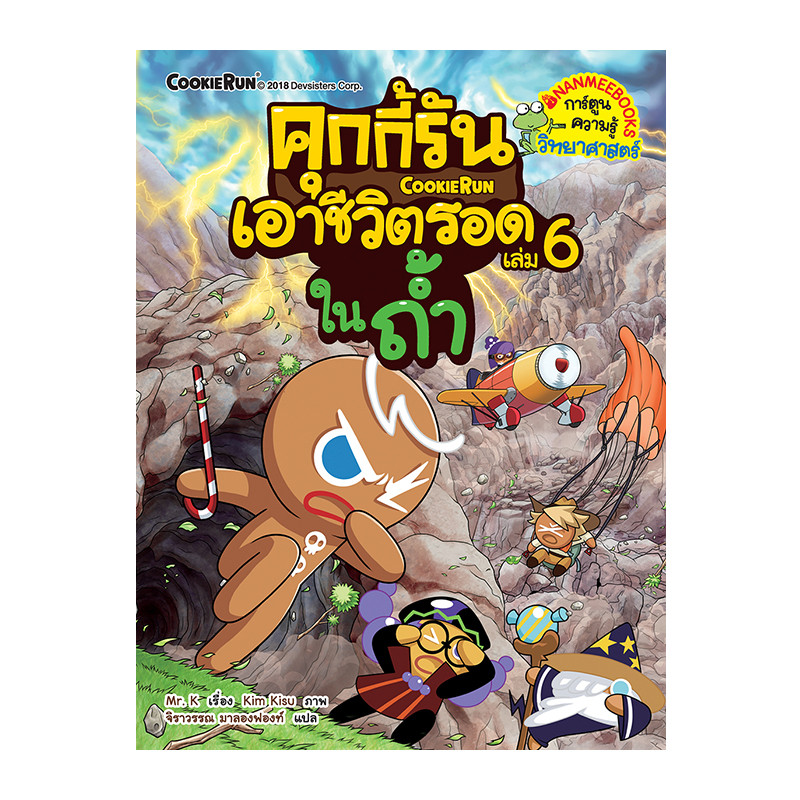 COOKIERUN® © 2018 Devsisters Corp.
NANMEEBOOKS
การ์ตูน
ความรู้
วิทยาศาสตร์
คุกกี้รัน
COOKIERUN
เอาชีวิตรอด
เล่ม 6
ในถ้ำ
Mr. K เรื่อง Kim Kisu ภาพ
จิราวรรณ มาลองฟองท์ แปล